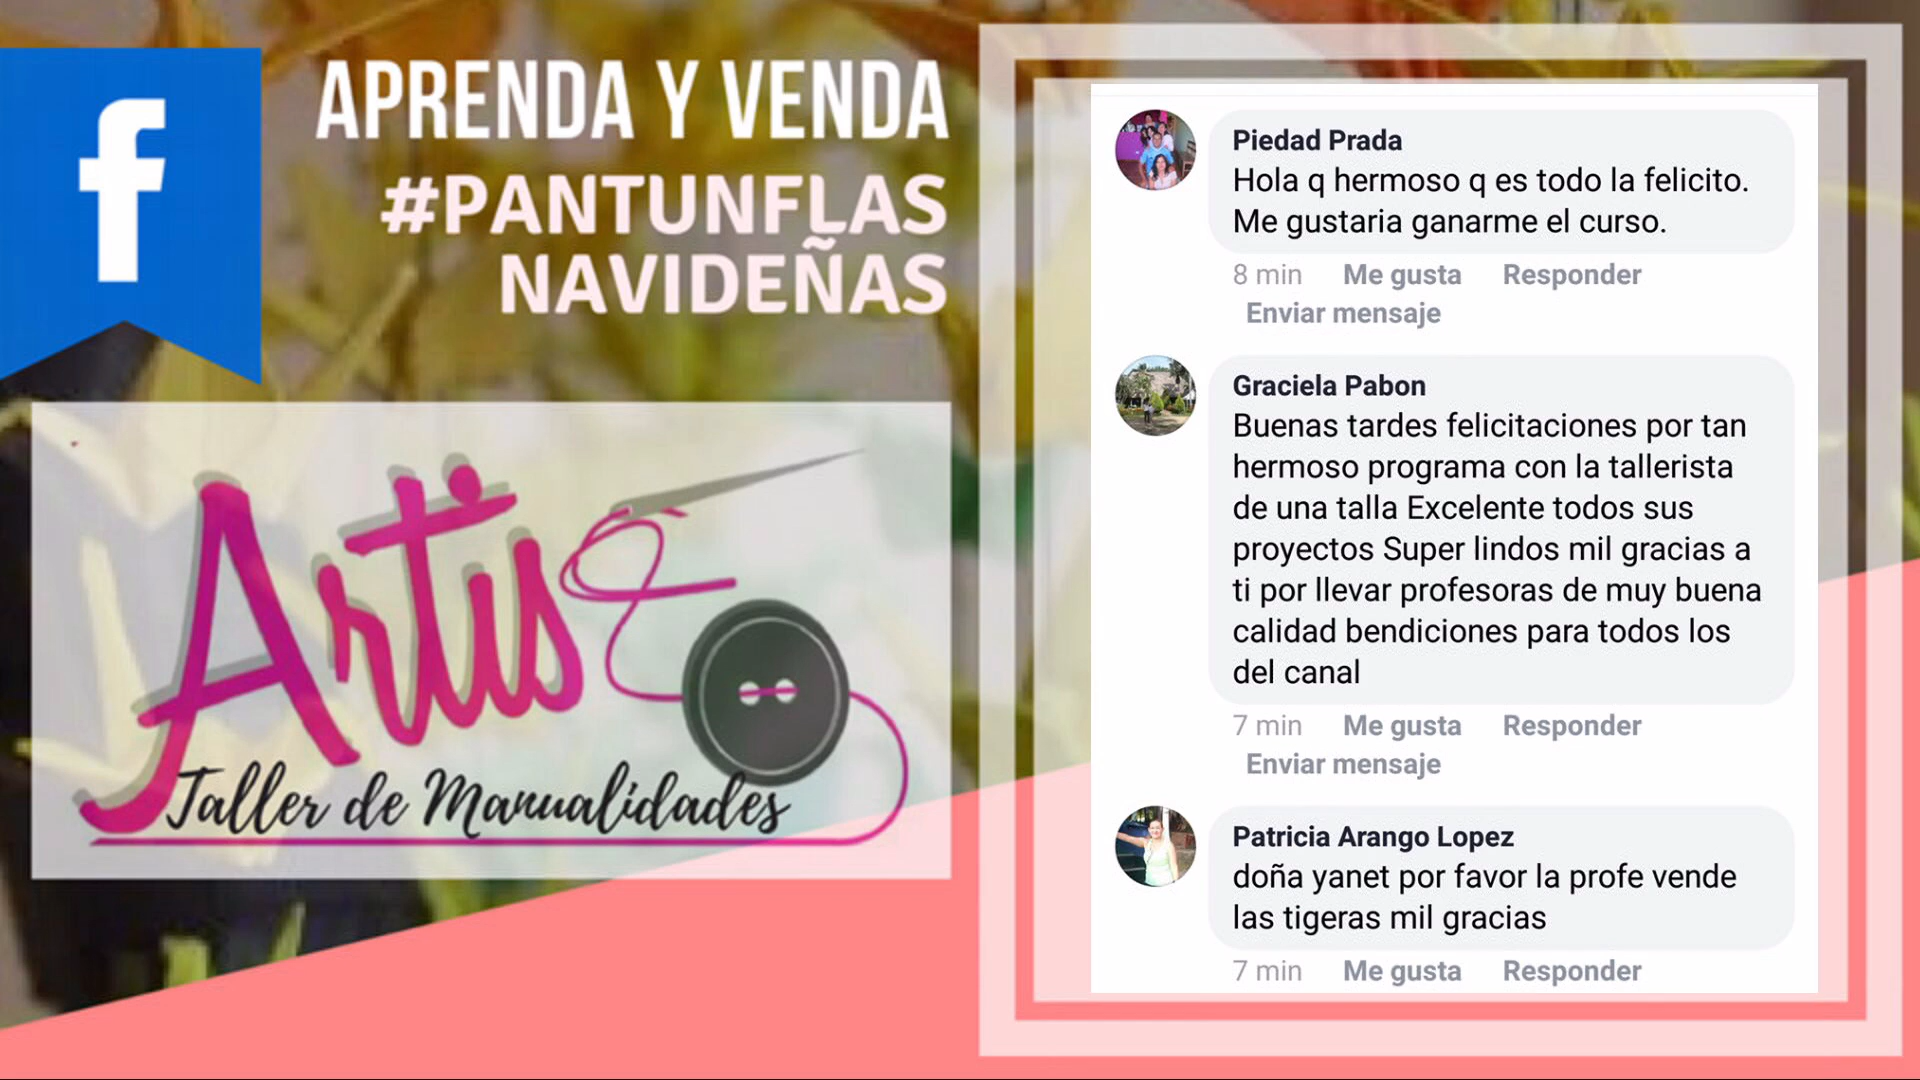 f
APRENDA Y VENDA
#PANTUNFLAS
NAVIDEÑAS
Artis
Taller de Manualidades
Piedad Prada
Hola q hermoso q es todo la felicito.
Me gustaria ganarme el curso.
8 min Me gusta Responder
Enviar mensaje
Graciela Pabon
Buenas tardes felicitaciones por tan
hermoso programa con la tallerista
de una talla Excelente todos sus
proyectos Super lindos mil gracias a
ti por llevar profesoras de muy buena
calidad bendiciones para todos los
del canal
7 min Me gusta Responder
Enviar mensaje
Patricia Arango Lopez
doña yanet por favor la profe vende
las tigeras mil gracias
7 min Me gusta Responder